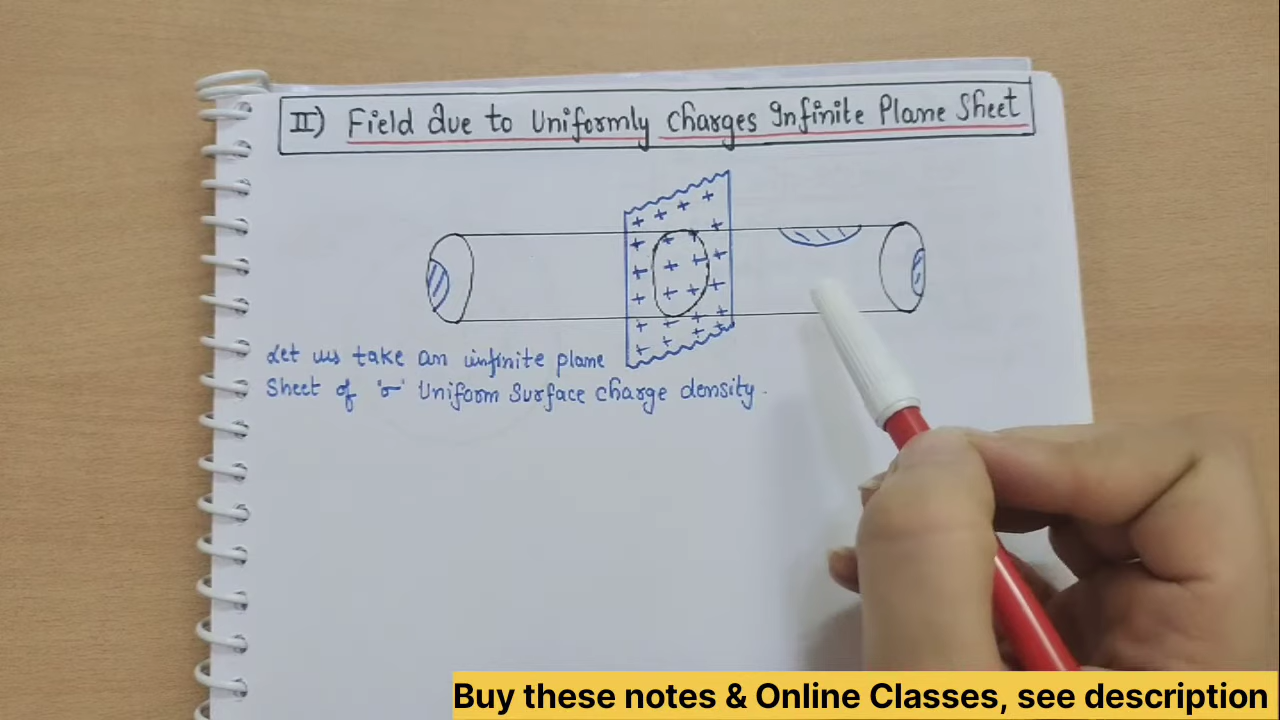 II) Field due to Uniformly charges Infinite Plane Sheet
Let us take an infinite plane
Sheet of 'σ' Uniform Surface charge density.
Buy these notes & Online Classes, see description